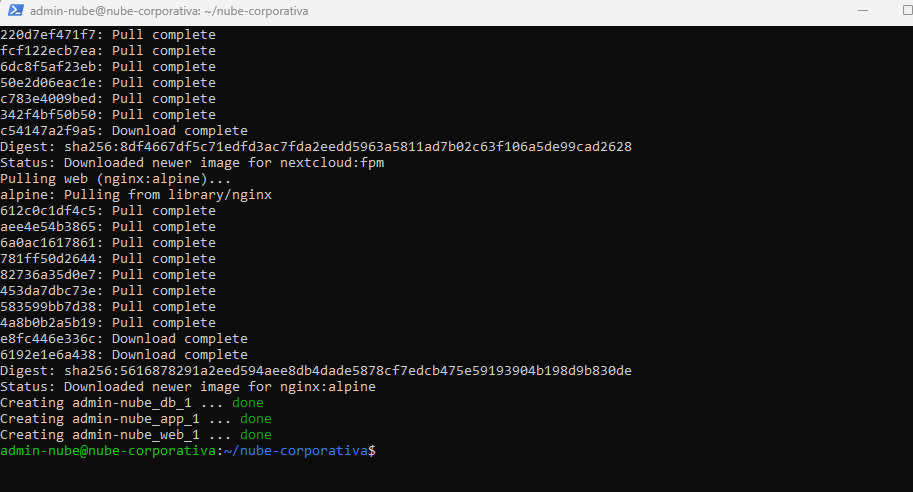 admin-nube@nube-corporativa: ~/nube-corporativa
220d7ef471f7: Pull complete
fcf122ecb7ea: Pull complete
6dc8f5af23eb: Pull complete
50e2d06eac1e: Pull complete
c783e4009bed: Pull complete
342f4bf50b50: Pull complete
c54147a2f9a5: Download complete
Digest: sha256:8df4667df5c71edfd3ac7fda2eedd5963a5811ad7b02c63f106a5de99cad2628
Status: Downloaded newer image for nextcloud:fpm
Pulling web (nginx:alpine)...
alpine: Pulling from library/nginx
612c0c1df4c5: Pull complete
aee4e54b3865: Pull complete
6a0ac1617861: Pull complete
781ff50d2644: Pull complete
82736a35d0e7: Pull complete
453da7dbc73e: Pull complete
583599bb7d38: Pull complete
4a8b0b2a5b19: Pull complete
e8fc446e336c: Download complete
6192e1e6a438: Download complete
Digest: sha256:5616878291a2eed594aee8db4dade5878cf7edcb475e59193904b198d9b830de
Status: Downloaded newer image for nginx:alpine
Creating admin-nube_db_1 ... done
Creating admin-nube_app_1 ... done
Creating admin-nube_web_1 ... done
admin-nube@nube-corporativa:~/nube-corporativa$